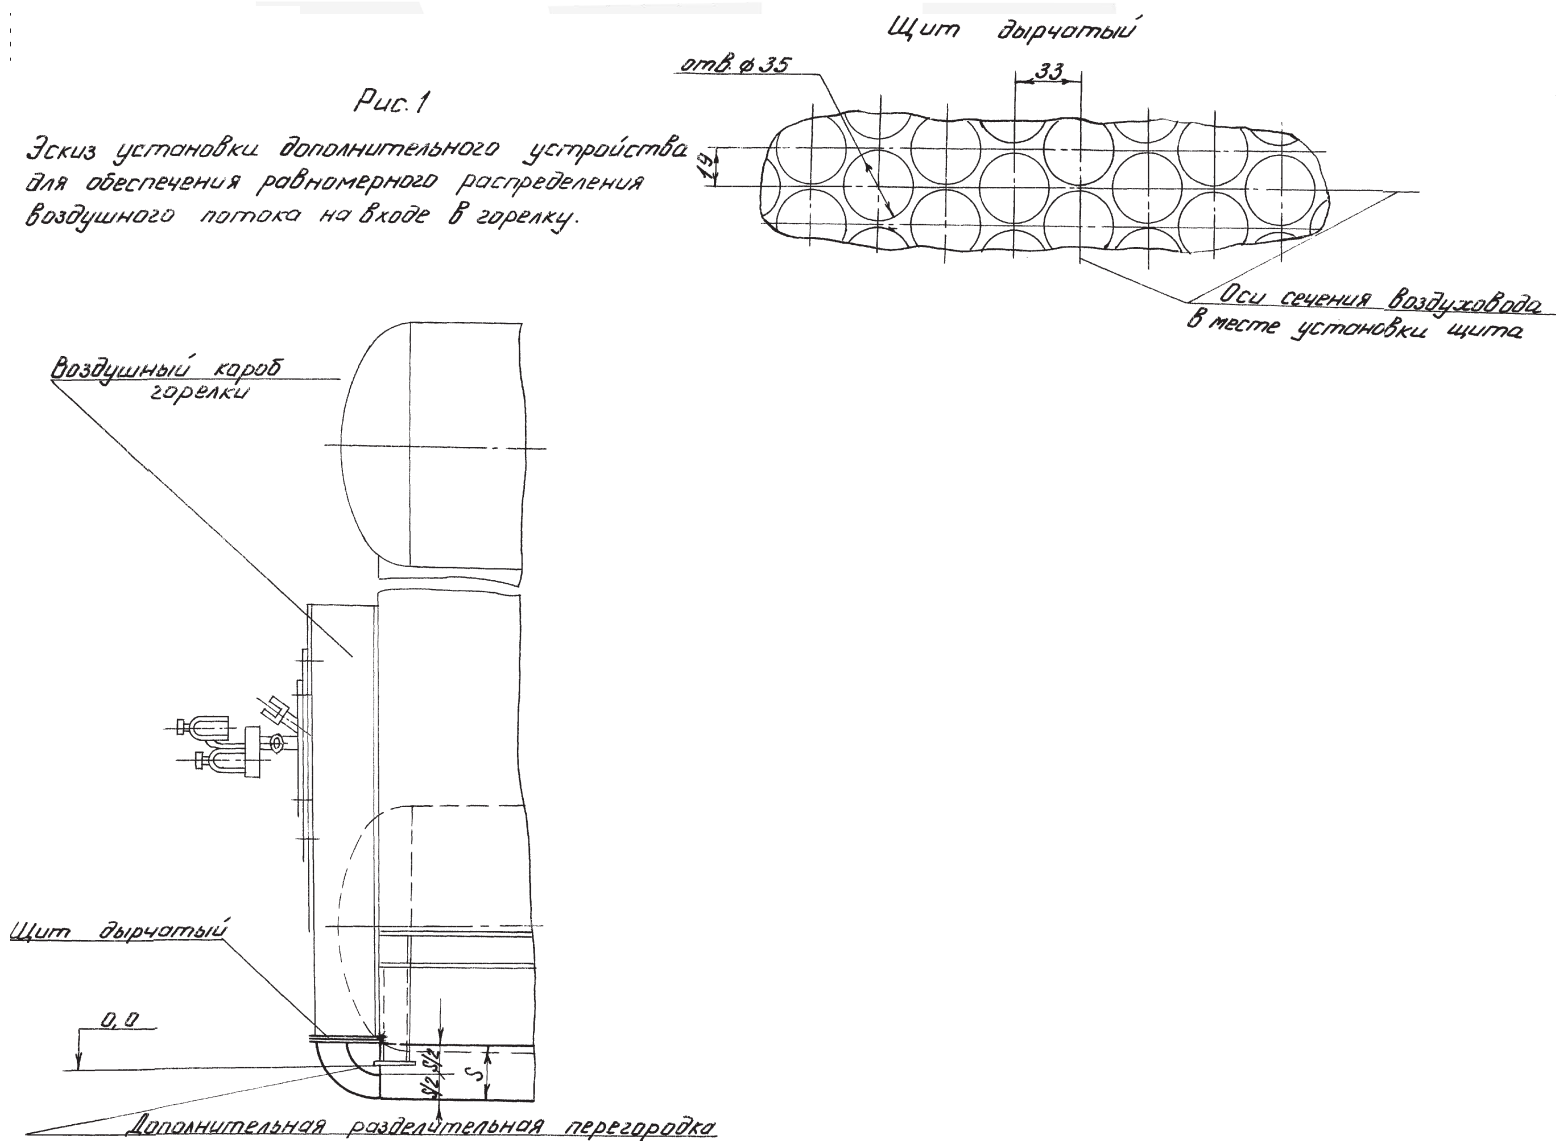 Щит дырчатый
отв. ф 35
33
19
Рис. 1
Эскиз установки дополнительного устройства
для обеспечения равномерного распределения
воздушного потока на входе в горелку.
Оси сечения воздуховода
в месте установки щита
Воздушный короб
горелки
Щит дырчатый
0,0
S/2
S/2
S
Дополнительная разделительная перегородка